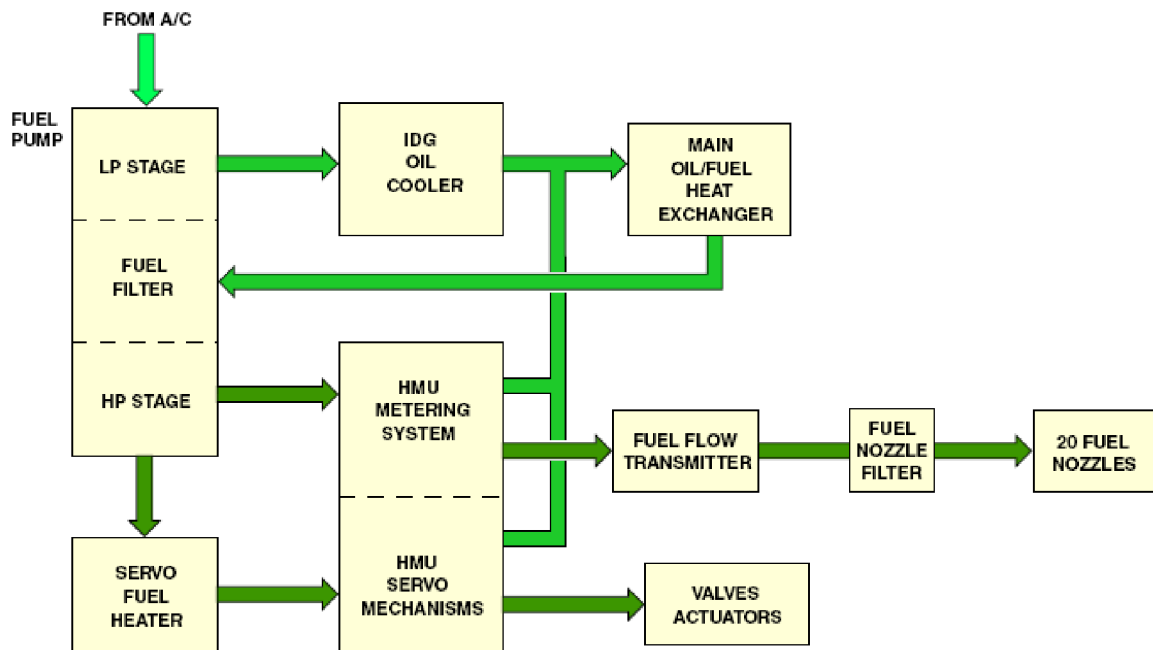 FROM A/C
FUEL
PUMP
LP STAGE
IDG
OIL
COOLER
MAIN
OIL/FUEL
HEAT
EXCHANGER
FUEL
FILTER
HP STAGE
HMU
METERING
SYSTEM
FUEL FLOW
TRANSMITTER
FUEL
NOZZLE
FILTER
20 FUEL
NOZZLES
SERVO
FUEL
HEATER
HMU
SERVO
MECHANISMS
VALVES
ACTUATORS